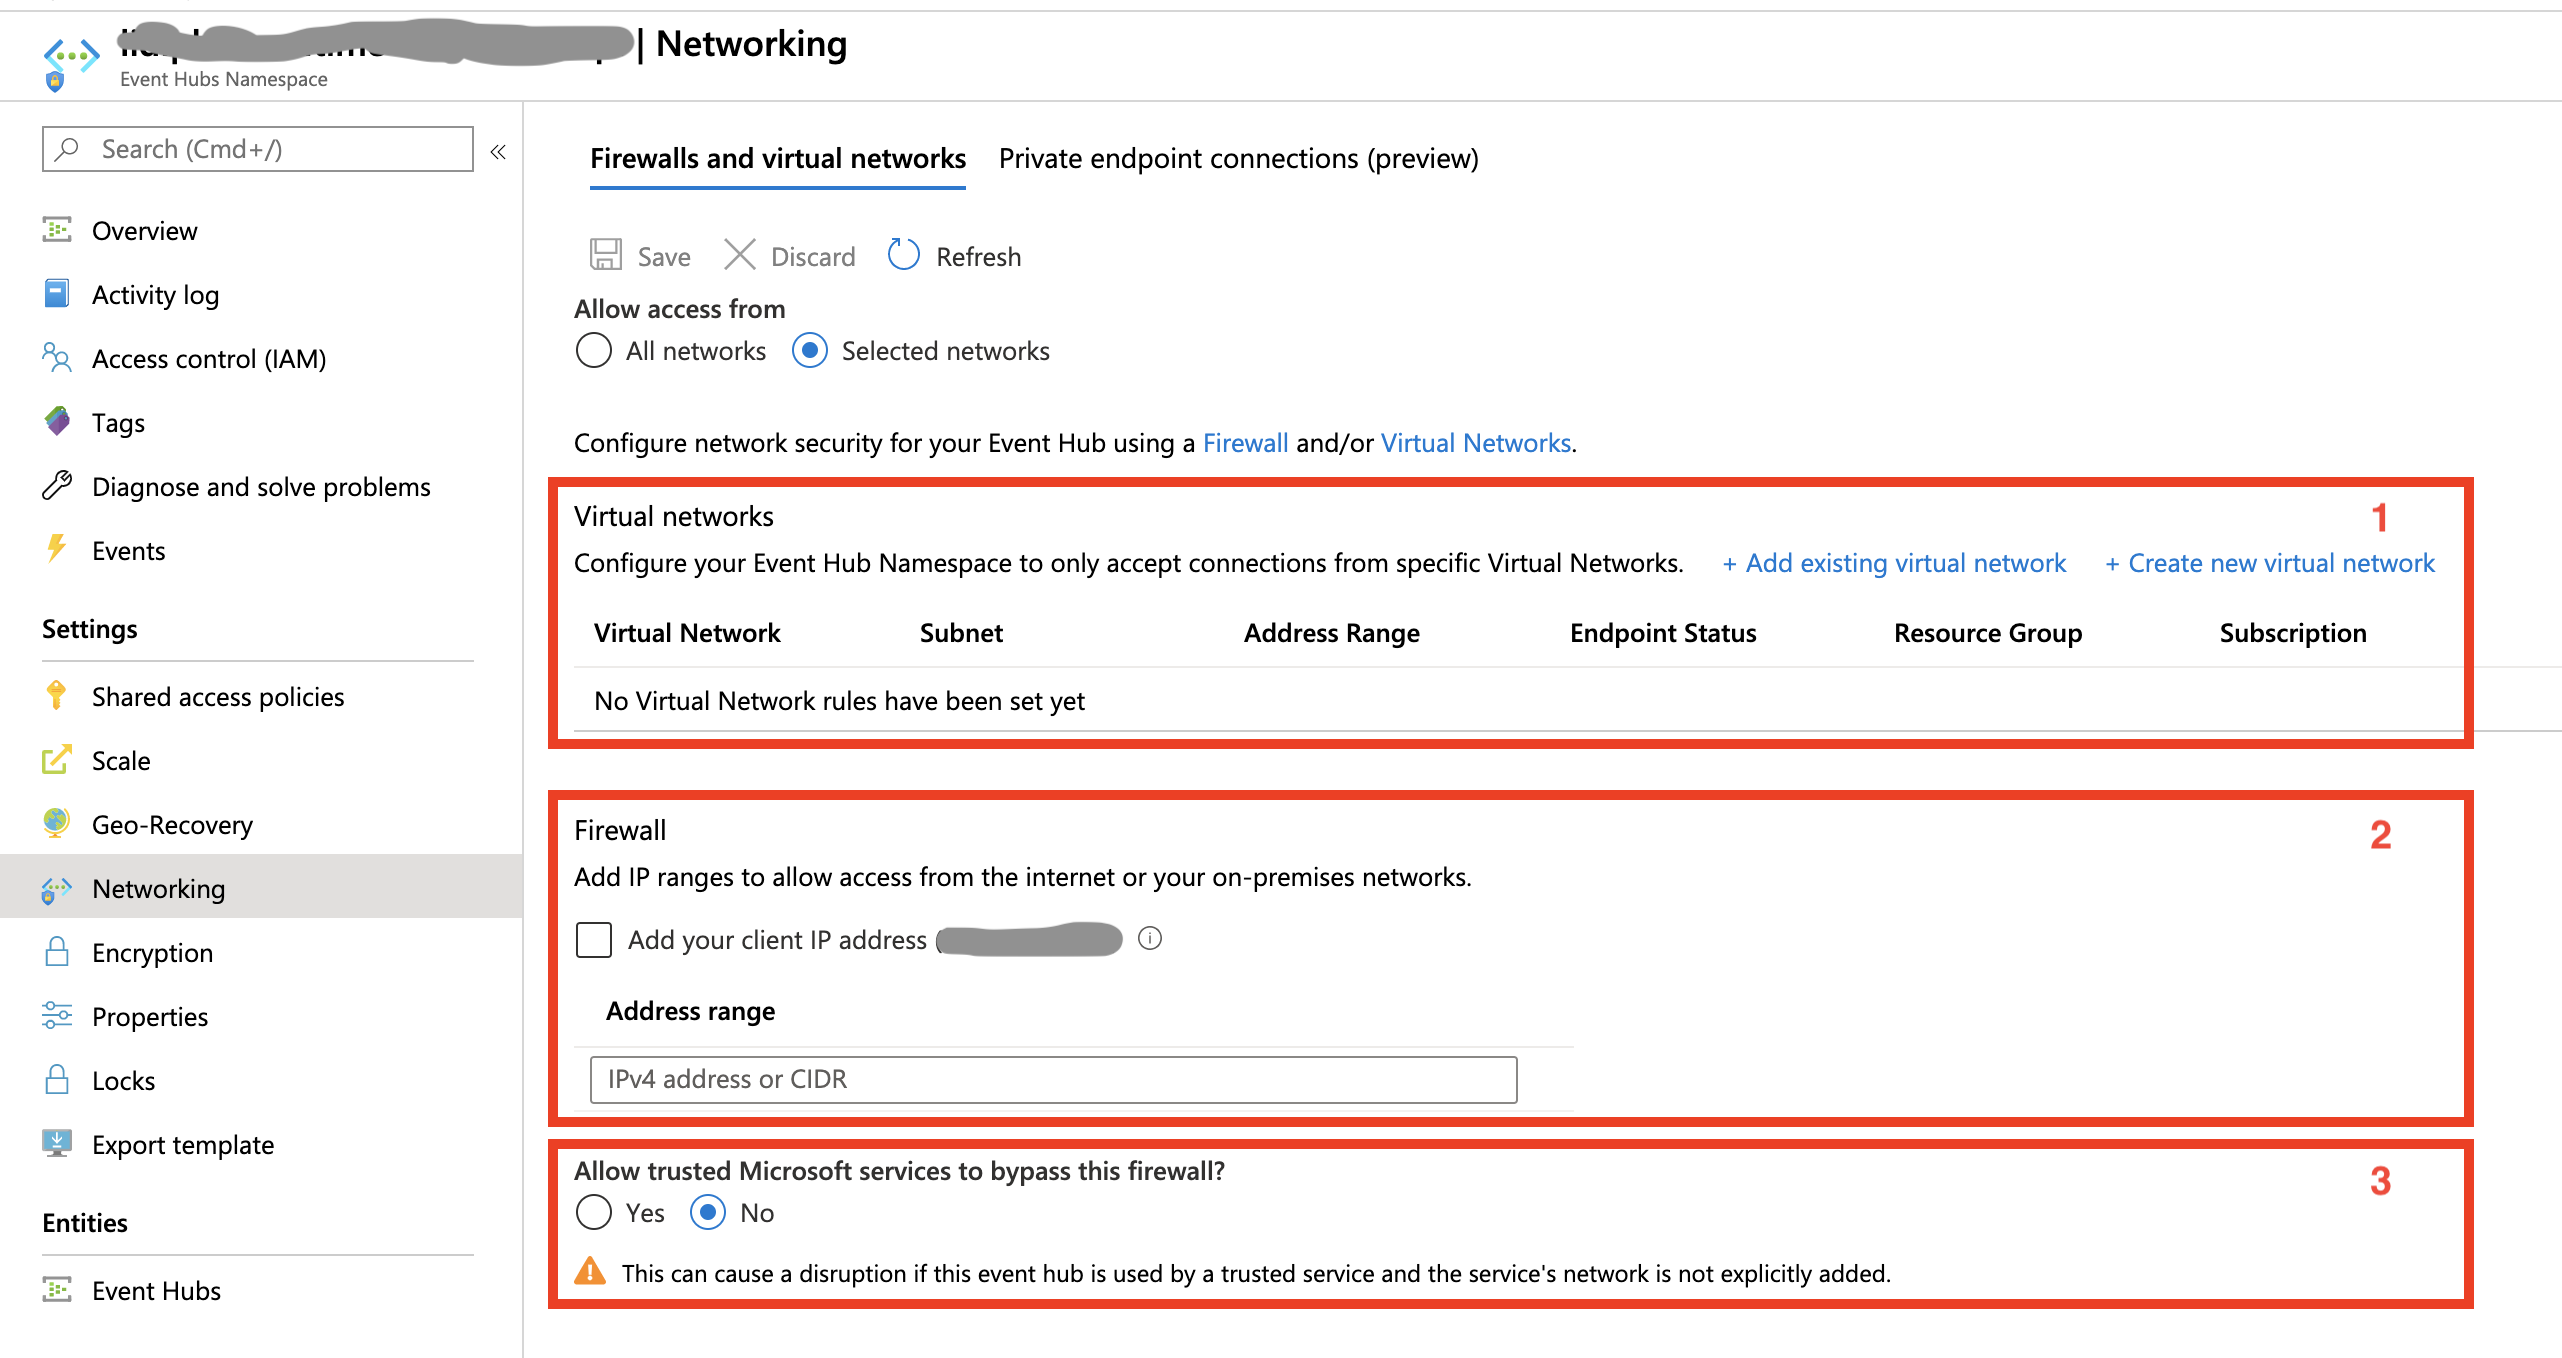 | Networking
Event Hubs Namespace
Search (Cmd+/)
«
Overview
Activity log
Access control (IAM)
Tags
Diagnose and solve problems
Events
Settings
Shared access policies
Scale
Geo-Recovery
Networking
Encryption
Properties
Locks
Export template
Entities
Event Hubs
Firewalls and virtual networks Private endpoint connections (preview)
Save Discard Refresh
Allow access from
All networks Selected networks
Configure network security for your Event Hub using a Firewall and/or Virtual Networks.
Virtual networks 1
Configure your Event Hub Namespace to only accept connections from specific Virtual Networks. + Add existing virtual network + Create new virtual network
Virtual Network Subnet Address Range Endpoint Status Resource Group Subscription
No Virtual Network rules have been set yet
Firewall 2
Add IP ranges to allow access from the internet or your on-premises networks.
Add your client IP address (
Address range
IPv4 address or CIDR
Allow trusted Microsoft services to bypass this firewall? 3
Yes No
This can cause a disruption if this event hub is used by a trusted service and the service's network is not explicitly added.